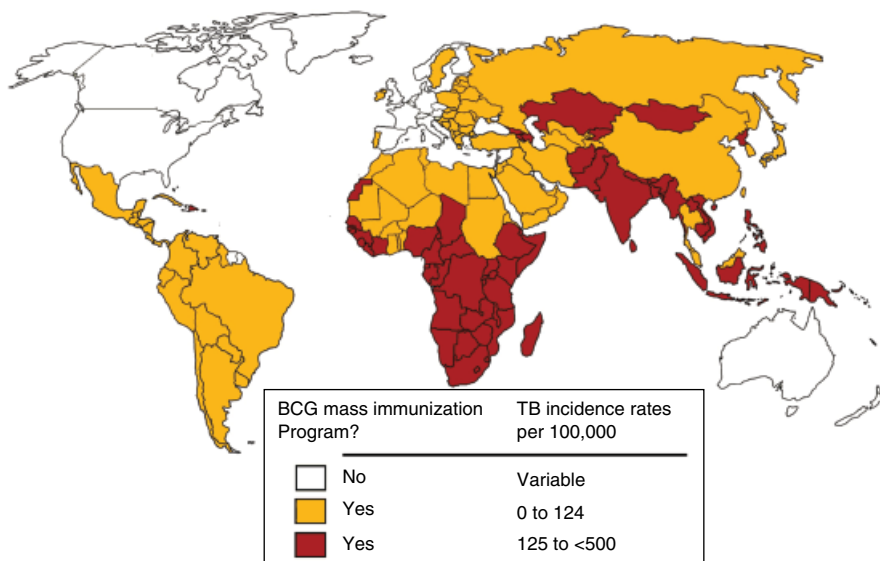 BCG mass immunization TB incidence rates
Program? per 100,000
No Variable
Yes 0 to 124
Yes 125 to <500